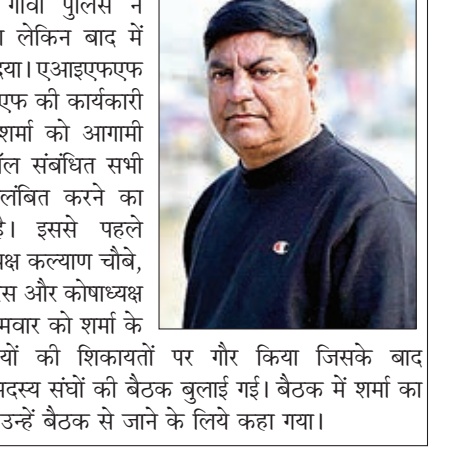 गोवा पुलिस ने
लेकिन बाद में
दिया। एआइएफएफ
एफ की कार्यकारी
शर्मा को आगामी
संबंधित सभी
करने का
है। इससे पहले
कल्याण चौबे,
और कोषाध्यक्ष
को शर्मा के
की शिकायतों पर गौर किया जिसके बाद
सदस्य संघों की बैठक बुलाई गई। बैठक में शर्मा का
उन्हें बैठक से जाने के लिये कहा गया।